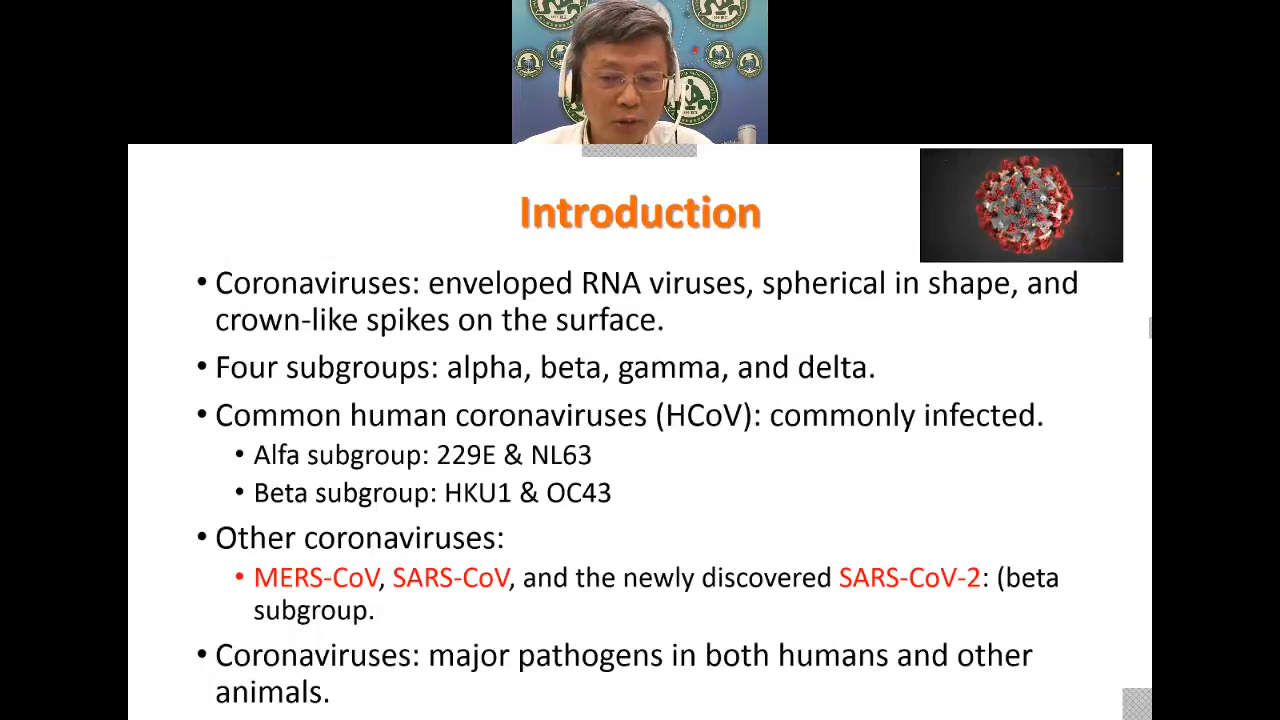 Introduction
• Coronaviruses: enveloped RNA viruses, spherical in shape, and
crown-like spikes on the surface.
• Four subgroups: alpha, beta, gamma, and delta.
• Common human coronaviruses (HCoV): commonly infected.
• Alfa subgroup: 229E & NL63
• Beta subgroup: HKU1 & OC43
• Other coronaviruses:
• MERS-CoV, SARS-CoV, and the newly discovered SARS-CoV-2: (beta
subgroup.
• Coronaviruses: major pathogens in both humans and other
animals.